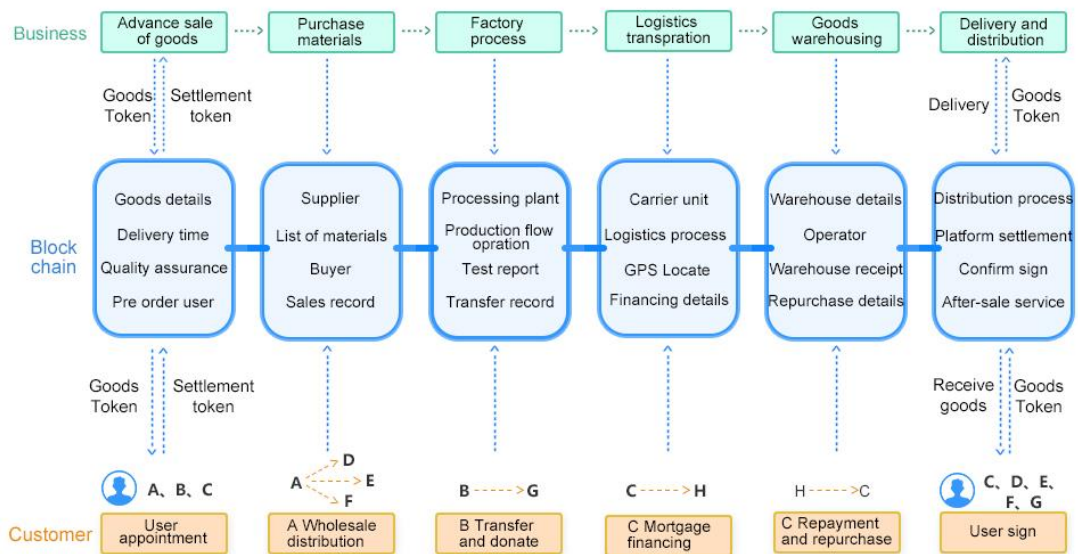 Business
Advance sale
of goods
Purchase
materials
Factory
process
Logistics
transpration
Goods
warehousing
Delivery and
distribution
Goods
Token
Settlement
token
Delivery
Goods
Token
Block
chain
Goods details
Delivery time
Quality assurance
Pre order user
Supplier
List of materials
Buyer
Sales record
Processing plant
Production flow
opration
Test report
Transfer record
Carrier unit
Logistics process
GPS Locate
Financing details
Warehouse details
Operator
Warehouse receipt
Repurchase details
Distribution process
Platform settlement
Confirm sign
After-sale service
Goods
Token
Settlement
token
Receive
goods
Goods
Token
A、B、C
A
D
E
F
B
G
C
H
H
C
C、D、E、
F、G
Customer
User
appointment
A Wholesale
distribution
B Transfer
and donate
C Mortgage
financing
C Repayment
and repurchase
User sign